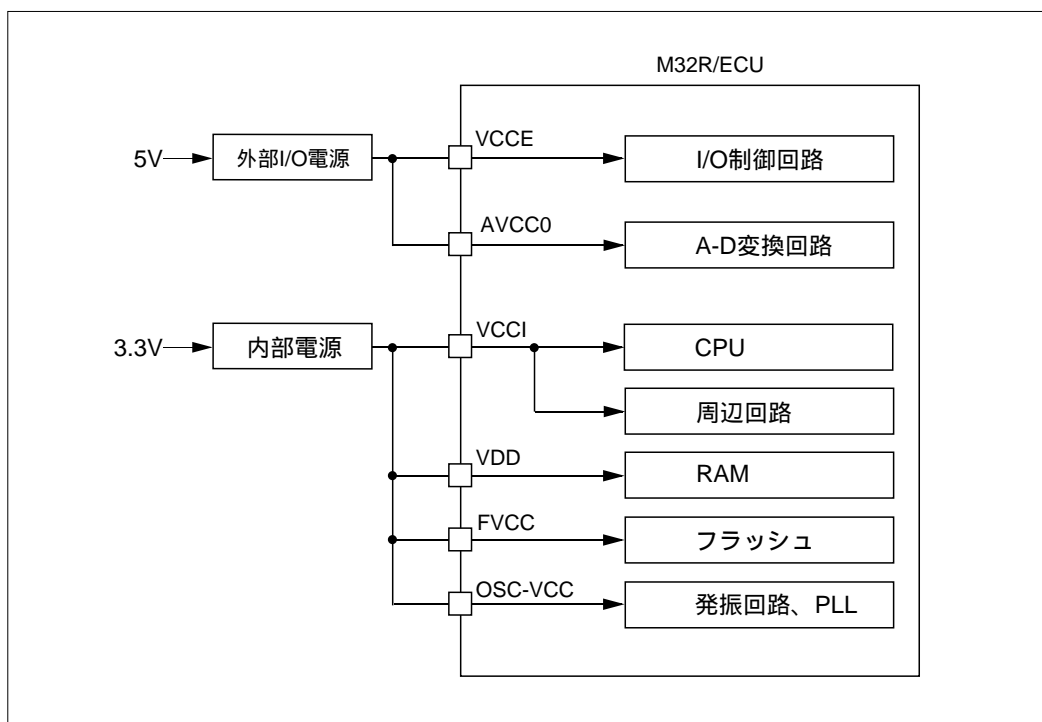 M32R/ECU
5V
外部I/O電源
VCCE
I/O制御回路
AVCC0
A-D変換回路
3.3V
内部電源
VCCI
CPU
周辺回路
VDD
RAM
FVCC
フラッシュ
OSC-VCC
発振回路、PLL